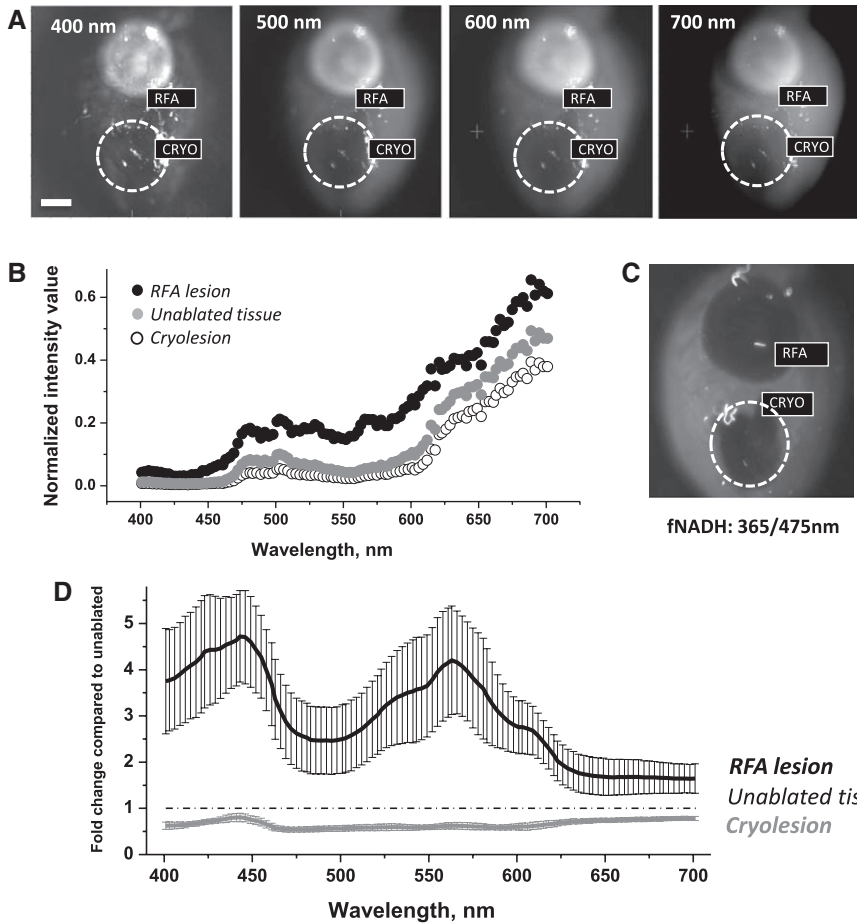 A
400 nm
500 nm
600 nm
700 nm
RFA
CRYO
RFA
CRYO
RFA
CRYO
RFA
CRYO
B
Normalized intensity value
0.6
0.4
0.2
0.0
RFA lesion
Unablated tissue
Cryolesion
400
450
500
550
600
650
700
Wavelength, nm
C
RFA
CRYO
fNADH: 365/475nm
D
Fold change compared to unablated
5
4
3
2
1
0
400
450
500
550
600
650
700
Wavelength, nm
RFA lesion
Unablated tis
Cryolesion